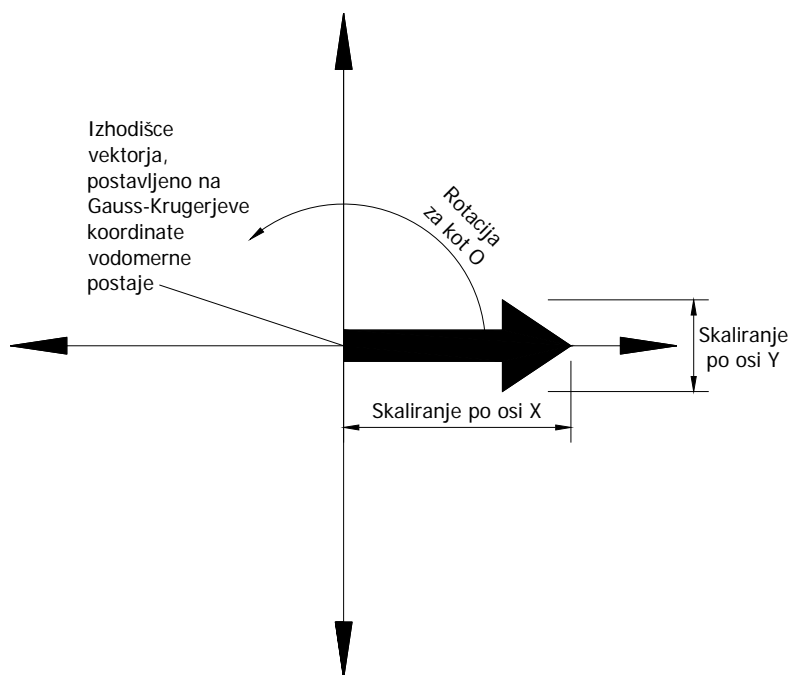 Izhodišce
vektorja,
postavljeno na
Gauss-Krugerjeve
koordinate
vodomerne
postaje
Rotacija
za kot O
Skaliranje
po osi Y
Skaliranje po osi X